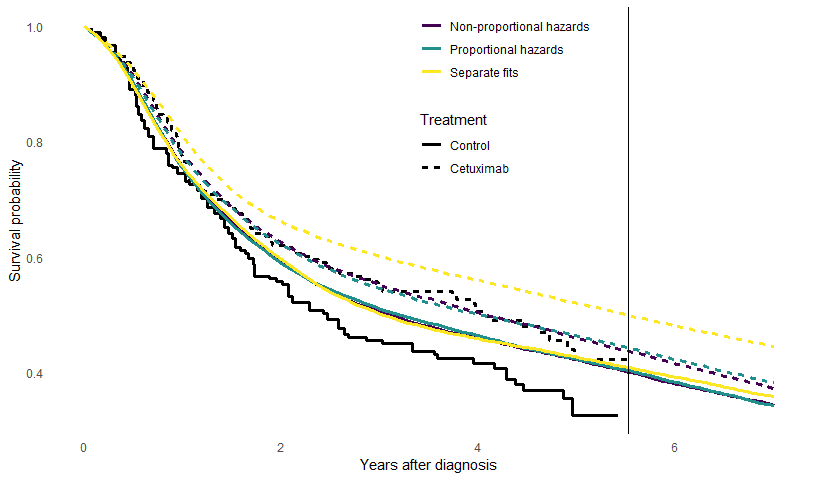 Non-proportional hazards
Proportional hazards
Separate fits
Treatment
Control
Cetuximab
1.0
0.8
0.6
0.4
Survival probability
0 2 4 6
Years after diagnosis